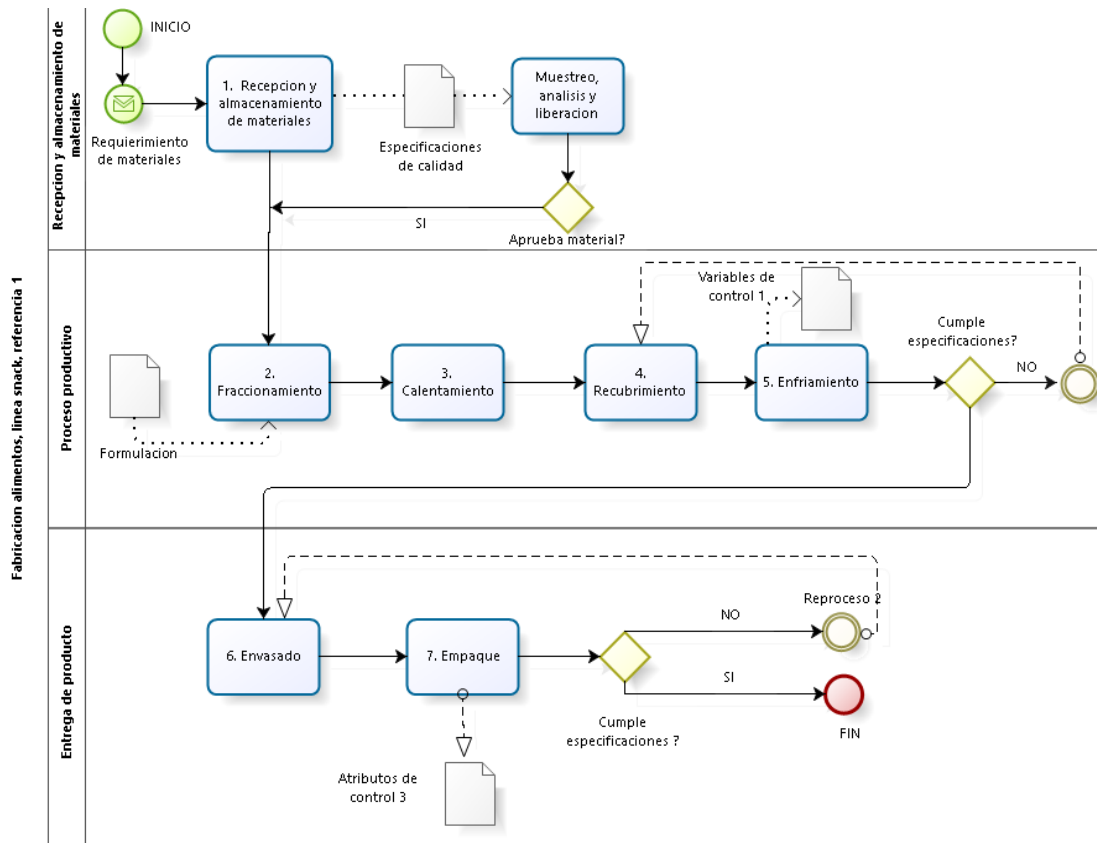 Fabricacion alimentos, linea snack, referencia 1
Recepcion y almacenamiento de
materiales
INICIO
Requierimiento
de materiales
1. Recepcion y
almacenamiento
de materiales
Especificaciones
de calidad
Muestreo,
analisis y
liberacion
SI
Aprueba material?
Proceso productivo
Formulacion
2.
Fraccionamiento
3.
Calentamiento
4.
Recubrimiento
Variables de
control 1
5. Enfriamiento
Cumple
especificaciones?
NO
Entrega de producto
6. Envasado
7. Empaque
Atributos de
control 3
Cumple
especificaciones ?
NO
Reproceso 2
SI
FIN